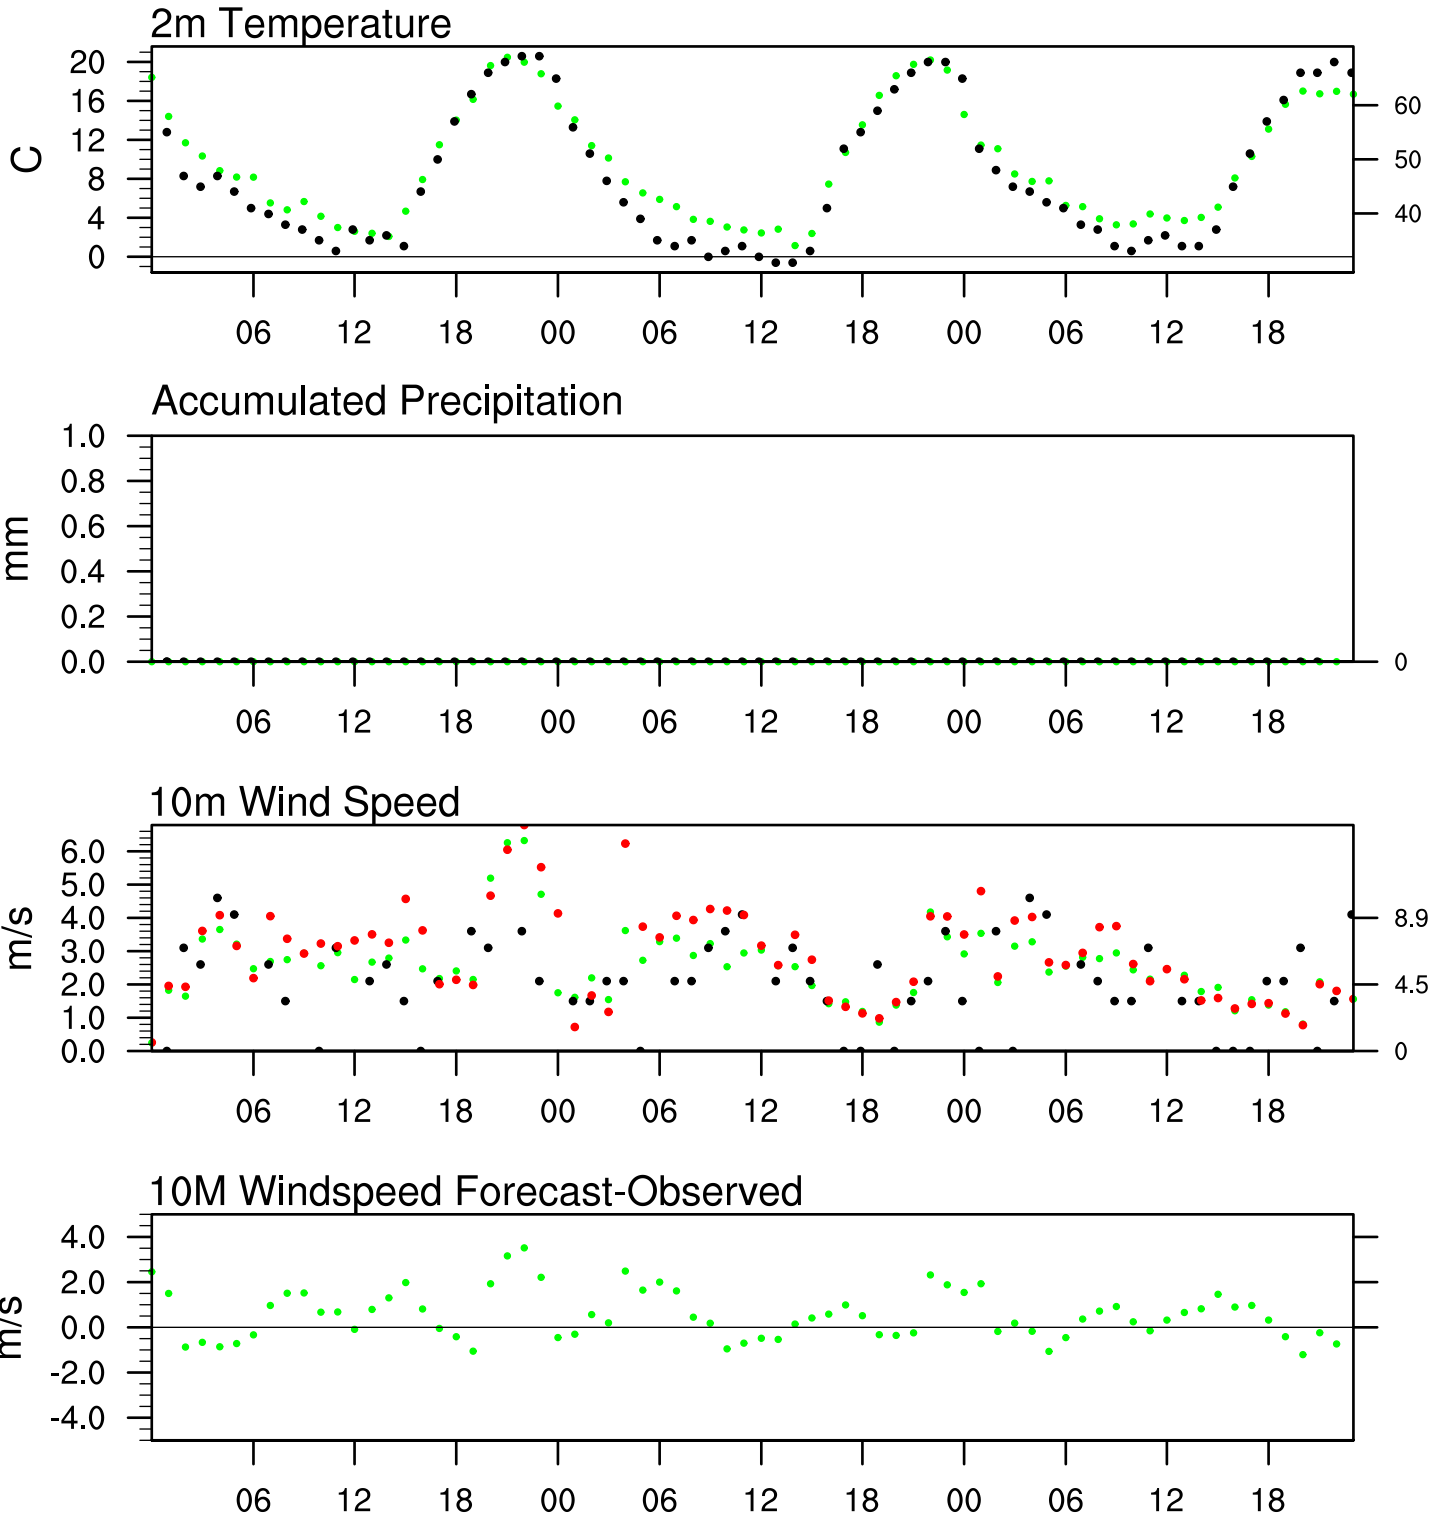 2m Temperature
20
16
12
8
4
0
C
60
50
40
06 12 18 00 06 12 18 00 06 12 18
Accumulated Precipitation
1.0
0.8
0.6
0.4
0.2
0.0
mm
0
06 12 18 00 06 12 18 00 06 12 18
10m Wind Speed
6.0
5.0
4.0
3.0
2.0
1.0
0.0
m/s
8.9
4.5
0
06 12 18 00 06 12 18 00 06 12 18
10M Windspeed Forecast-Observed
4.0
2.0
0.0
-2.0
-4.0
m/s
06 12 18 00 06 12 18 00 06 12 18